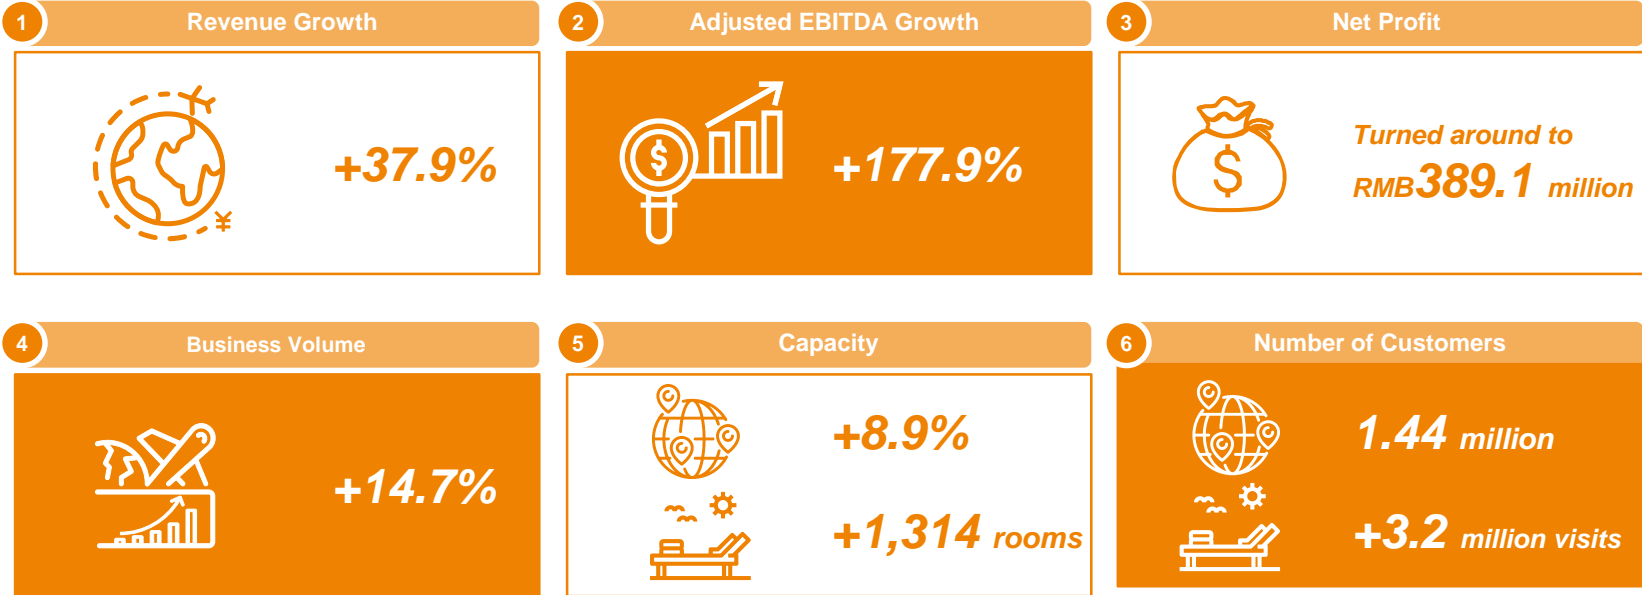 1
Revenue Growth
+37.9%
¥
2
Adjusted EBITDA Growth
$
+177.9%
3
Net Profit
$
Turned around to
RMB389.1 million
4
Business Volume
+14.7%
5
Capacity
+8.9%
+1,314 rooms
6
Number of Customers
1.44 million
+3.2 million visits